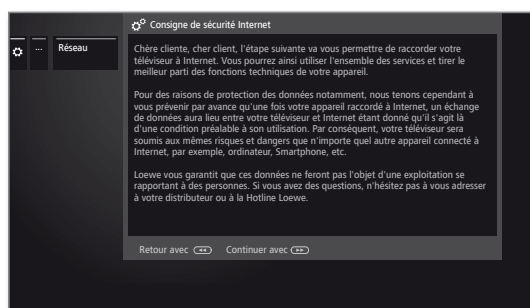 Consigne de sécurité Internet
... Réseau
Chère cliente, cher client, l'étape suivante va vous permettre de raccorder votre
téléviseur à Internet. Vous pourrez ainsi utiliser l'ensemble des services et tirer le
meilleur parti des fonctions techniques de votre appareil.
Pour des raisons de protection des données notamment, nous tenons cependant à
vous prévenir par avance qu'une fois votre appareil raccordé à Internet, un échange
de données aura lieu entre votre téléviseur et Internet étant donné qu'il s'agit là
d'une condition préalable à son utilisation. Par conséquent, votre téléviseur sera
soumis aux mêmes risques et dangers que n'importe quel autre appareil connecté à
Internet, par exemple, ordinateur, Smartphone, etc.
Loewe vous garantit que ces données ne feront pas l'objet d'une exploitation se
rapportant à des personnes. Si vous avez des questions, n'hésitez pas à vous adresser
à votre distributeur ou à la Hotline Loewe.
Retour avec Continuer avec